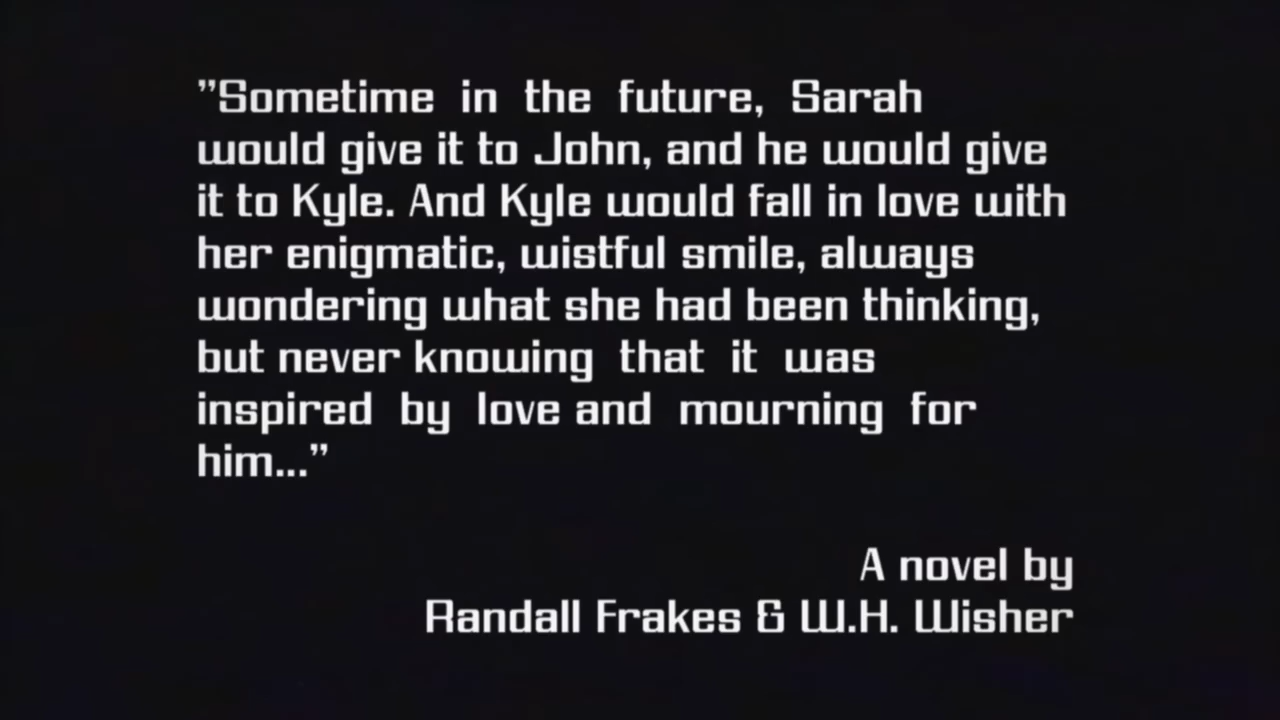 ”Sometime in the future, Sarah
would give it to John, and he would give
it to Kyle. And Kyle would fall in love with
her enigmatic, wistful smile, always
wondering what she had been thinking,
but never knowing that it was
inspired by love and mourning for
him...”
A novel by
Randall Frakes & W.H. Wisher